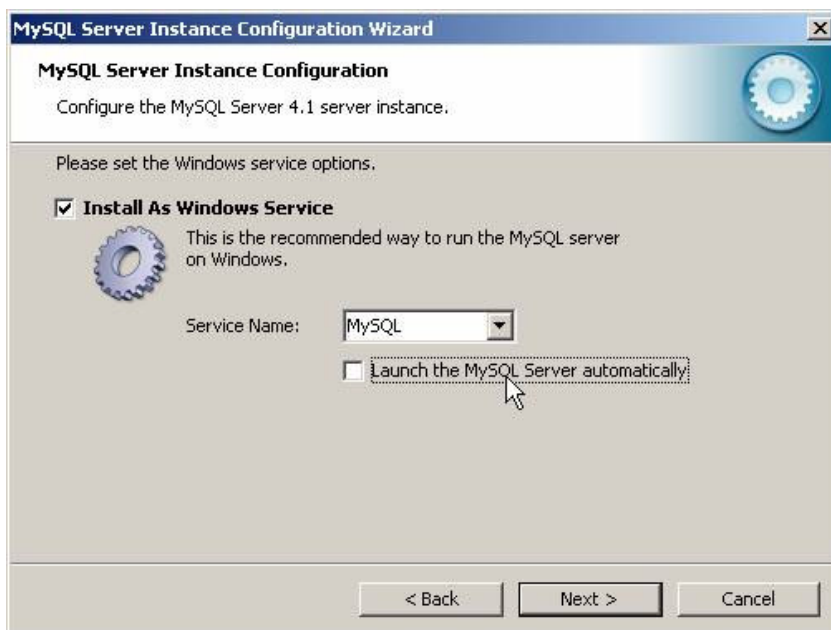 MySQL Server Instance Configuration Wizard
MySQL Server Instance Configuration
Configure the MySQL Server 4.1 server instance.
Please set the Windows service options.
Install As Windows Service
This is the recommended way to run the MySQL server
on Windows.
Service Name: MySQL
Launch the MySQL Server automatically
< Back Next > Cancel